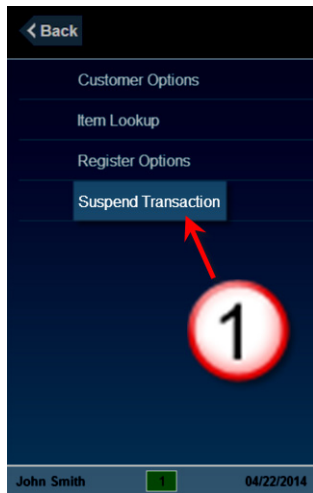 Back
Customer Options
Item Lookup
Register Options
Suspend Transaction
1
John Smith 1 04/22/2014